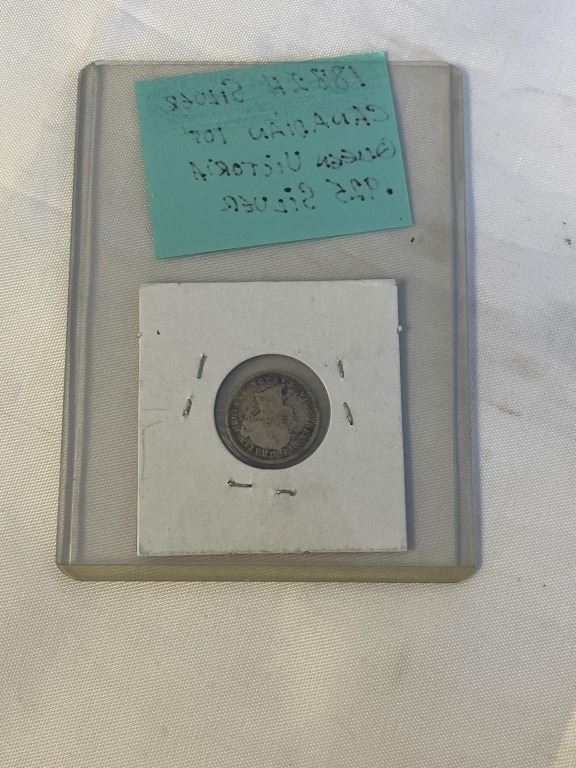 1882 H SILVER
CANADIAN 10¢
QUEEN VICTORIA
.925 SILVER